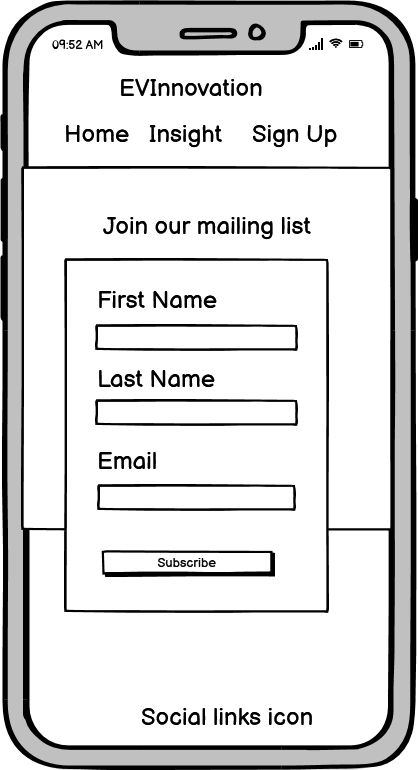 09:52 AM
EVInnovation
Home Insight Sign Up
Join our mailing list
First Name
Last Name
Email
Subscribe
Social links icon